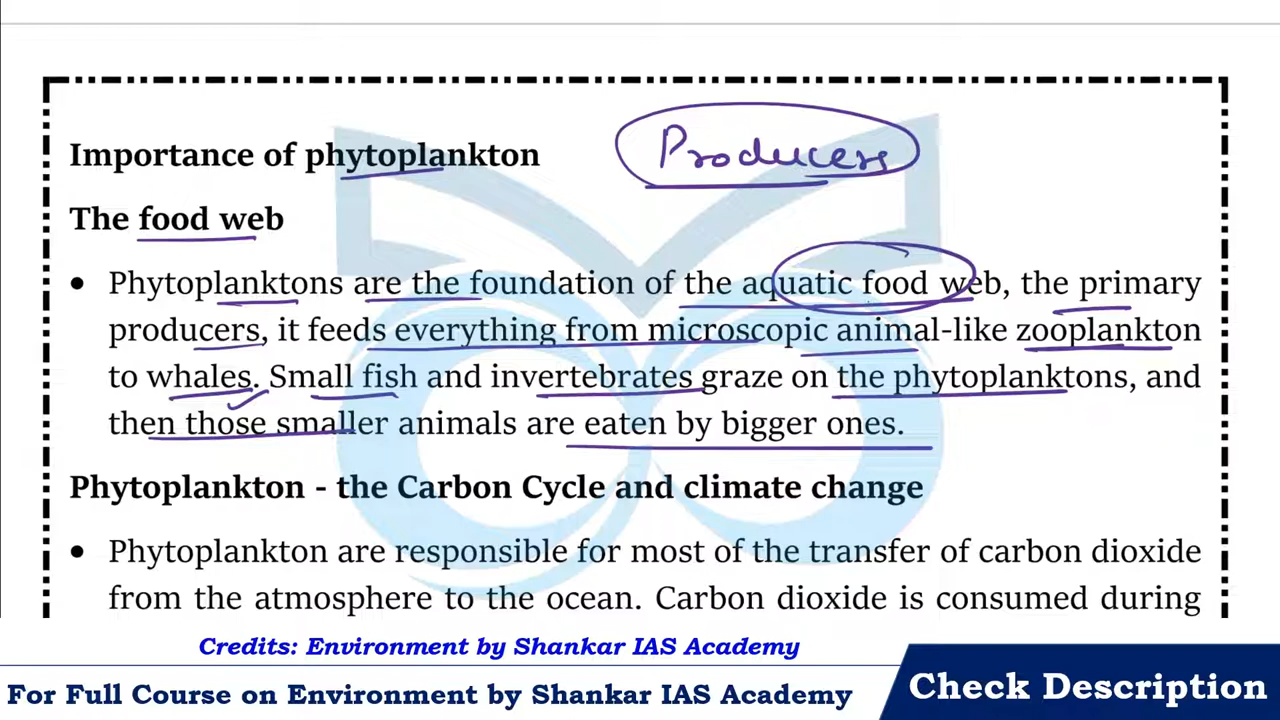 Importance of phytoplankton
Producers
The food web
• Phytoplanktons are the foundation of the aquatic food web, the primary
producers, it feeds everything from microscopic animal-like zooplankton
to whales. Small fish and invertebrates graze on the phytoplanktons, and
then those smaller animals are eaten by bigger ones.
Phytoplankton - the Carbon Cycle and climate change
• Phytoplankton are responsible for most of the transfer of carbon dioxide
from the atmosphere to the ocean. Carbon dioxide is consumed during
Credits: Environment by Shankar IAS Academy
For Full Course on Environment by Shankar IAS Academy
Check Description